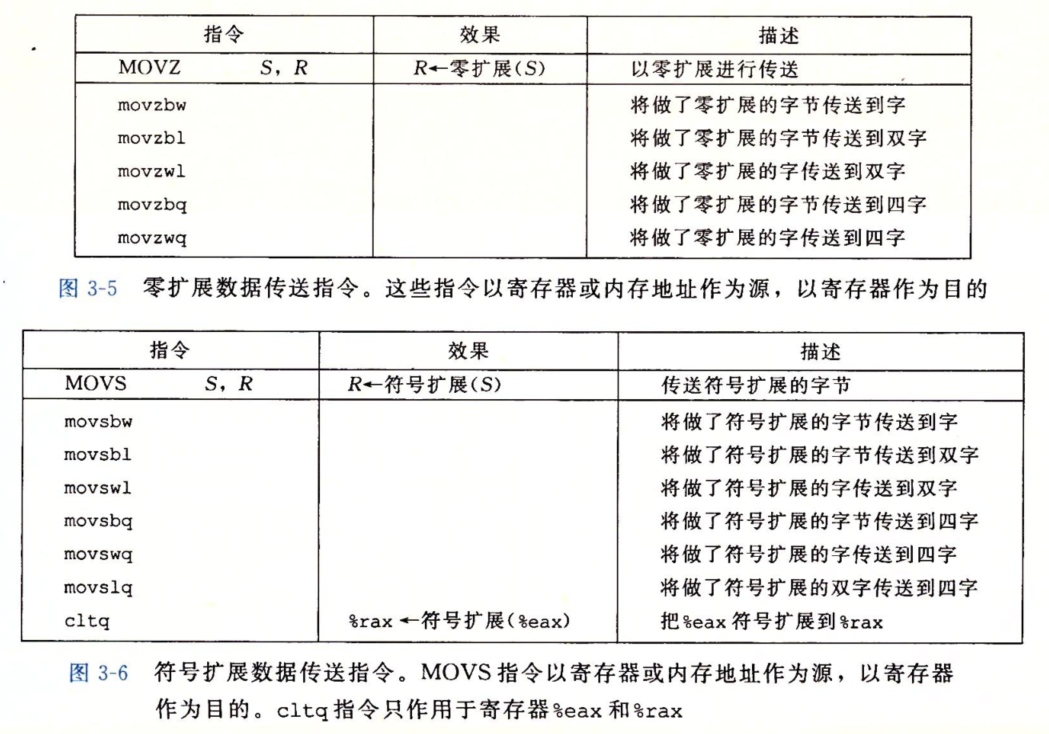 指令 效果 描述
MOVZ S, R R←零扩展(S) 以零扩展进行传送
movzbw 将做了零扩展的字节传送到字
movzbl 将做了零扩展的字节传送到双字
movzwl 将做了零扩展的字传送到双字
movzbq 将做了零扩展的字节传送到四字
movzwq 将做了零扩展的字传送到四字
图 3-5 零扩展数据传送指令。这些指令以寄存器或内存地址作为源，以寄存器作为目的
指令 效果 描述
MOVS S, R R←符号扩展(S) 传送符号扩展的字节
movsbw 将做了符号扩展的字节传送到字
movsbl 将做了符号扩展的字节传送到双字
movswl 将做了符号扩展的字传送到双字
movsbq 将做了符号扩展的字节传送到四字
movswq 将做了符号扩展的字传送到四字
movslq 将做了符号扩展的双字传送到四字
cltq %rax←符号扩展(%eax) 把%eax符号扩展到%rax
图 3-6 符号扩展数据传送指令。MOVS指令以寄存器或内存地址作为源，以寄存器
作为目的。cltq指令只作用于寄存器%eax和%rax